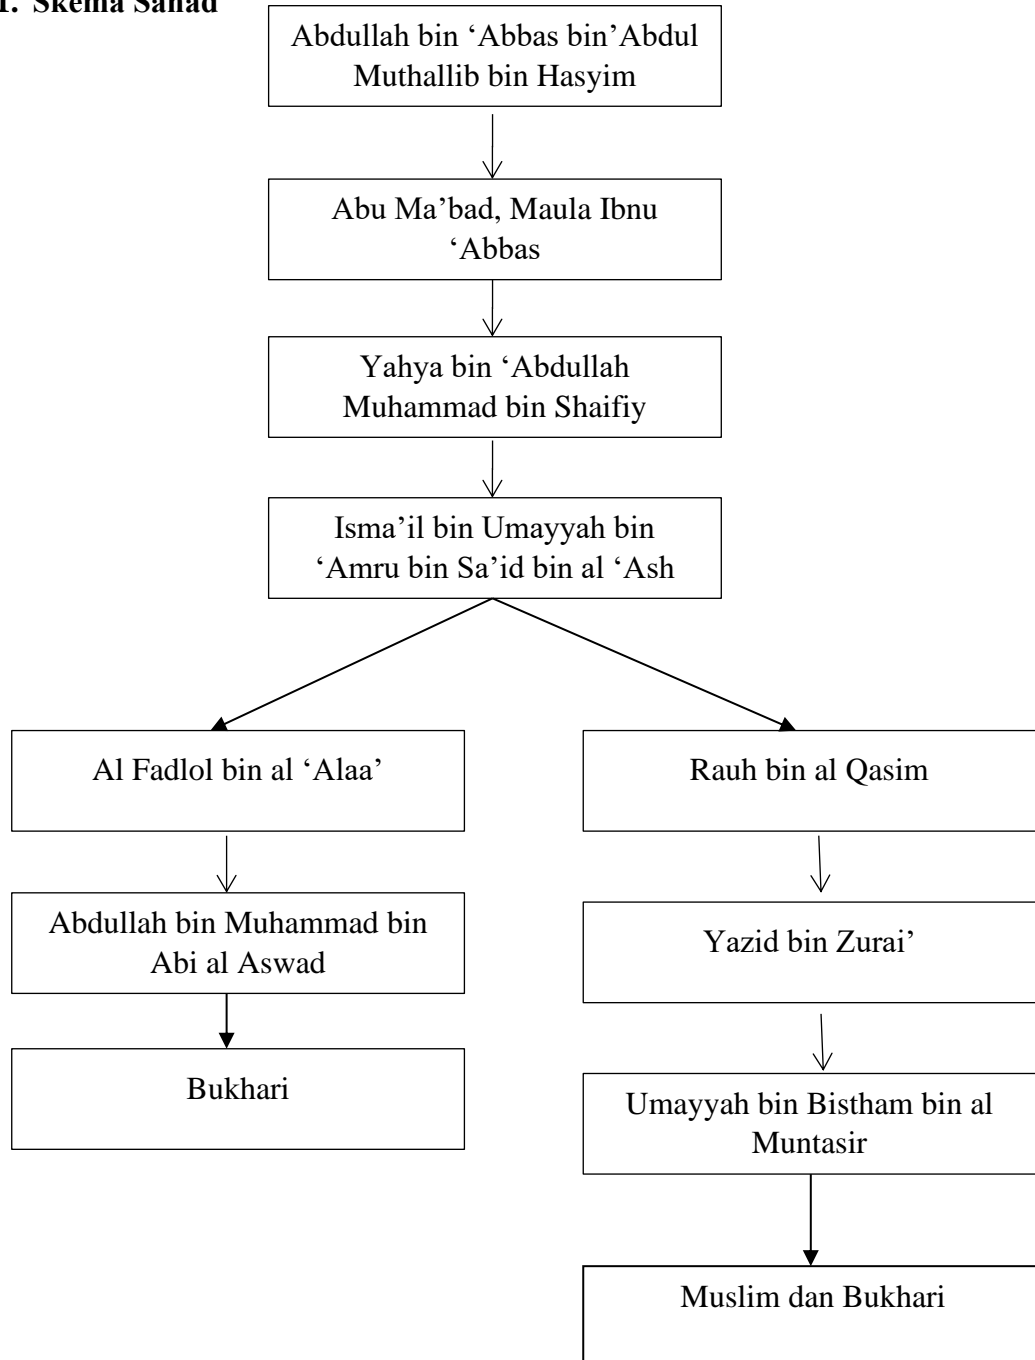 1. Skema Sanad
Abdullah bin ‘Abbas bin’Abdul
Muthallib bin Hasyim
Abu Ma’bad, Maula Ibnu
‘Abbas
Yahya bin ‘Abdullah
Muhammad bin Shaifiy
Isma’il bin Umayyah bin
‘Amru bin Sa’id bin al ‘Ash
Al Fadlol bin al ‘Alaa’
Rauh bin al Qasim
Abdullah bin Muhammad bin
Abi al Aswad
Yazid bin Zurai’
Bukhari
Umayyah bin Bistham bin al
Muntasir
Muslim dan Bukhari